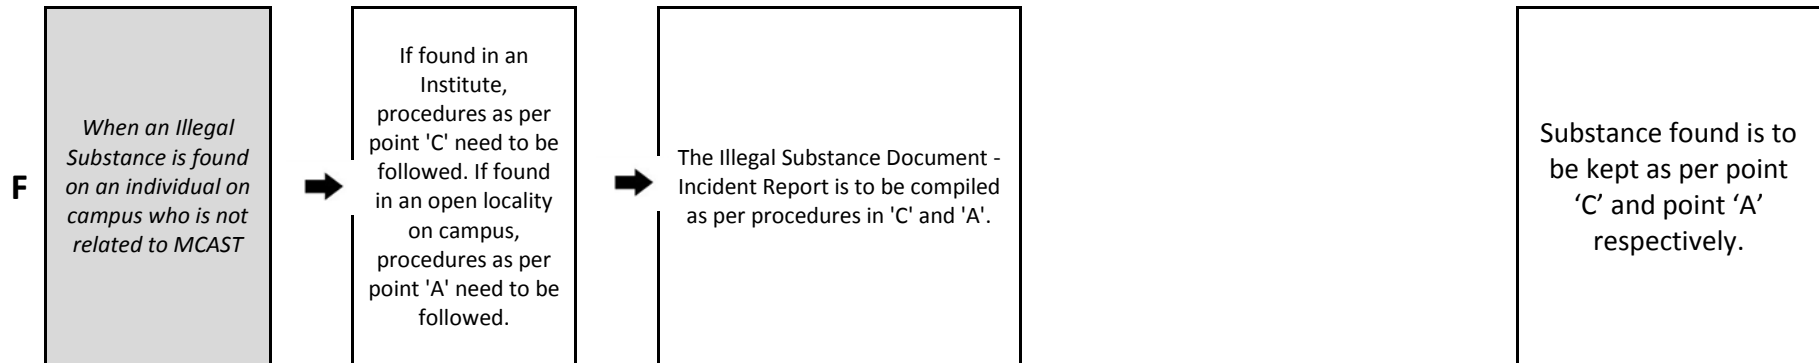 F
When an Illegal
Substance is found
on an individual on
campus who is not
related to MCAST
If found in an
Institute,
procedures as per
point 'C' need to be
followed. If found
in an open locality
on campus,
procedures as per
point 'A' need to be
followed.
The Illegal Substance Document -
Incident Report is to be compiled
as per procedures in 'C' and 'A'.
Substance found is to
be kept as per point
‘C’ and point ‘A’
respectively.